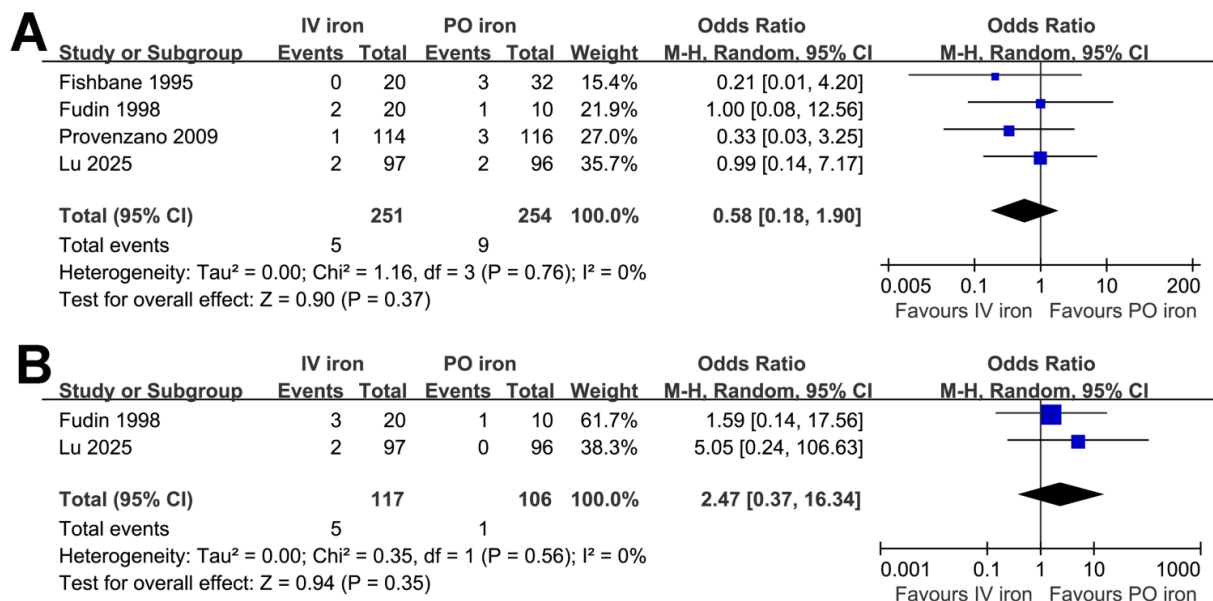 A
IV iron PO iron Odds Ratio Odds Ratio
Study or Subgroup Events Total Events Total Weight M-H, Random, 95% CI M-H, Random, 95% CI
Fishbane 1995 0 20 3 32 15.4% 0.21 [0.01, 4.20]
Fudin 1998 2 20 1 10 21.9% 1.00 [0.08, 12.56]
Provenzano 2009 1 114 3 116 27.0% 0.33 [0.03, 3.25]
Lu 2025 2 97 2 96 35.7% 0.99 [0.14, 7.17]
Total (95% CI) 251 254 100.0% 0.58 [0.18, 1.90]
Total events 5 9
Heterogeneity: Tau² = 0.00; Chi² = 1.16, df = 3 (P = 0.76); I² = 0%
Test for overall effect: Z = 0.90 (P = 0.37)
0.005 0.1 1 10 200
Favours IV iron Favours PO iron
B
IV iron PO iron Odds Ratio Odds Ratio
Study or Subgroup Events Total Events Total Weight M-H, Random, 95% CI M-H, Random, 95% CI
Fudin 1998 3 20 1 10 61.7% 1.59 [0.14, 17.56]
Lu 2025 2 97 0 96 38.3% 5.05 [0.24, 106.63]
Total (95% CI) 117 106 100.0% 2.47 [0.37, 16.34]
Total events 5 1
Heterogeneity: Tau² = 0.00; Chi² = 0.35, df = 1 (P = 0.56); I² = 0%
Test for overall effect: Z = 0.94 (P = 0.35)
0.001 0.1 1 10 1000
Favours IV iron Favours PO iron